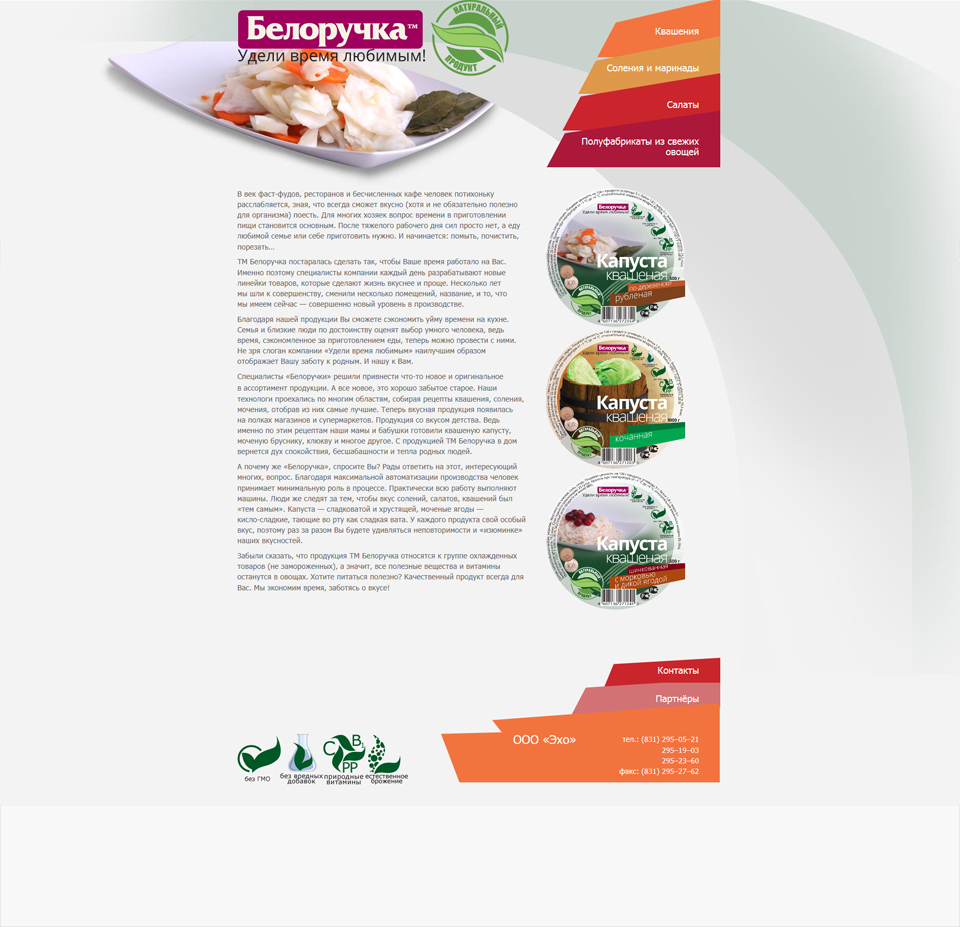 Белоручка™
Удели время любимым!
НАТУРАЛЬНЫЙ
ПРОДУКТ
Квашения
Соления и маринады
Салаты
Полуфабрикаты из свежих
овощей
В век фаст-фудов, ресторанов и бесчисленных кафе человек потихоньку
расслабляется, зная, что всегда сможет вкусно (хотя и не обязательно полезно
для организма) поесть. Для многих хозяек вопрос времени в приготовлении
пищи становится основным. После тяжелого рабочего дня сил просто нет, а еду
любимой семье или себе приготовить нужно. И начинается: помыть, почистить,
порезать…
ТМ Белоручка постаралась сделать так, чтобы Ваше время работало на Вас.
Именно поэтому специалисты компании каждый день разрабатывают новые
линейки товаров, которые сделают жизнь вкуснее и проще. Несколько лет
мы шли к совершенству, сменили несколько помещений, название, и то, что
мы имеем сейчас — совершенно новый уровень в производстве.
Благодаря нашей продукции Вы сможете сэкономить уйму времени на кухне.
Семья и близкие люди по достоинству оценят выбор умного человека, ведь
время, сэкономленное за приготовлением еды, теперь можно провести с ними.
Не зря слоган компании «Удели время любимым» наилучшим образом
отображает Вашу заботу к родным. И нашу к Вам.
Специалисты «Белоручки» решили привнести что-то новое и оригинальное
в ассортимент продукции. А все новое, это хорошо забытое старое. Наши
технологи проехались по многим областям, собирая рецепты квашения, соления,
мочения, отобрав из них самые лучшие. Теперь вкусная продукция появилась
на полках магазинов и супермаркетов. Продукция со вкусом детства. Ведь
именно по этим рецептам наши мамы и бабушки готовили квашеную капусту,
моченую бруснику, клюкву и многое другое. С продукцией ТМ Белоручка в дом
вернется дух спокойствия, бесшабашности и тепла родных людей.
А почему же «Белоручка», спросите Вы? Рады ответить на этот, интересующий
многих, вопрос. Благодаря максимальной автоматизации производства человек
принимает минимальную роль в процессе. Практически всю работу выполняют
машины. Люди же следят за тем, чтобы вкус солений, салатов, квашений был
«тем самым». Капуста — сладковатой и хрустящей, моченые ягоды —
кисло-сладкие, тающие во рту как сладкая вата. У каждого продукта свой особый
вкус, поэтому раз за разом Вы будете удивляться неповторимости и «изюминке»
наших вкусностей.
Забыли сказать, что продукция ТМ Белоручка относятся к группе охлажденных
товаров (не замороженных), а значит, все полезные вещества и витамины
останутся в овощах. Хотите питаться полезно? Качественный продукт всегда для
Вас. Мы экономим время, заботясь о вкусе!
Белоручка
Удели время любимым!
Капуста
квашеная
по-деревенски
рубленая
НАТУРАЛЬНЫЙ
ПРОДУКТ
Белоручка
Удели время любимым!
Капуста
квашеная
кочанная
НАТУРАЛЬНЫЙ
ПРОДУКТ
Белоручка
Удели время любимым!
Капуста
квашеная
шинкованная
с морковью
и дикой ягодой
НАТУРАЛЬНЫЙ
ПРОДУКТ
Контакты
Партнёры
ООО «Эхо»
тел.: (831) 295–05–21
295–19–03
295–23–60
факс: (831) 295–27–62
без ГМО
без вредных
добавок
C B1 PP
природные
витамины
естественное
брожение